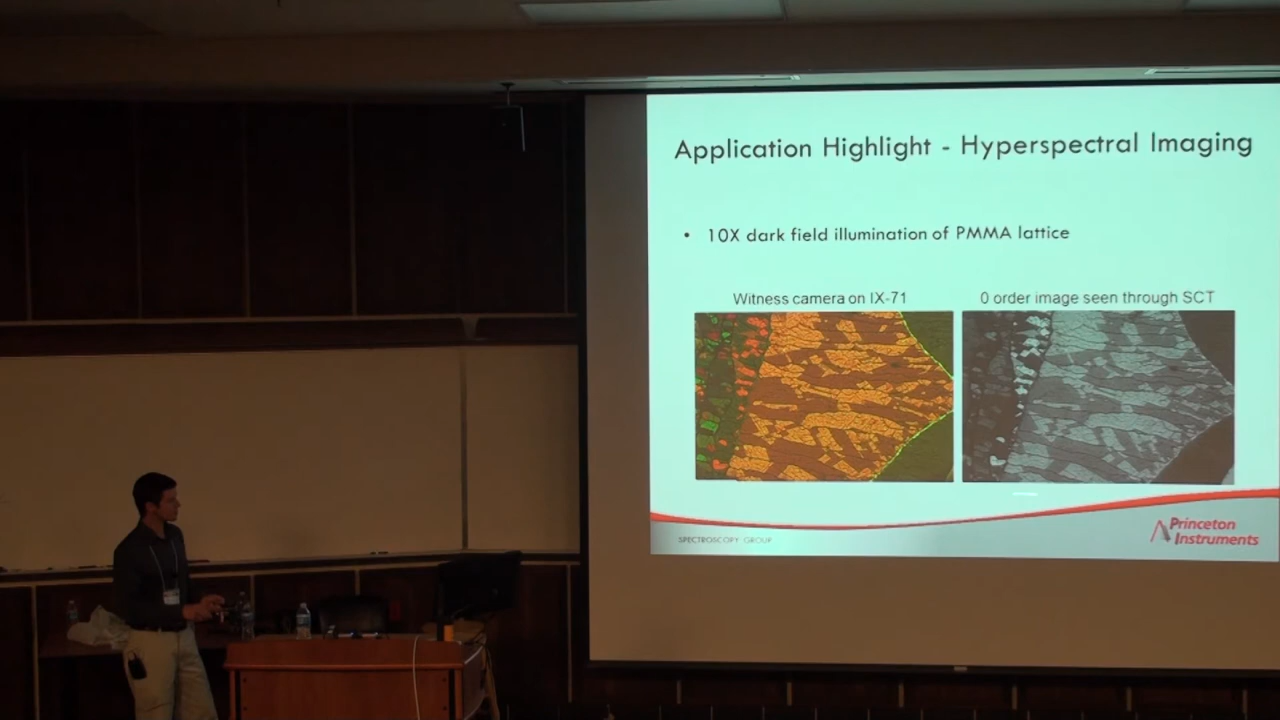 Application Highlight - Hyperspectral Imaging
• 10X dark field illumination of PMMA lattice
Witness camera on IX-71
0 order image seen through SCT
SPECTROSCOPY GROUP
Princeton
Instruments